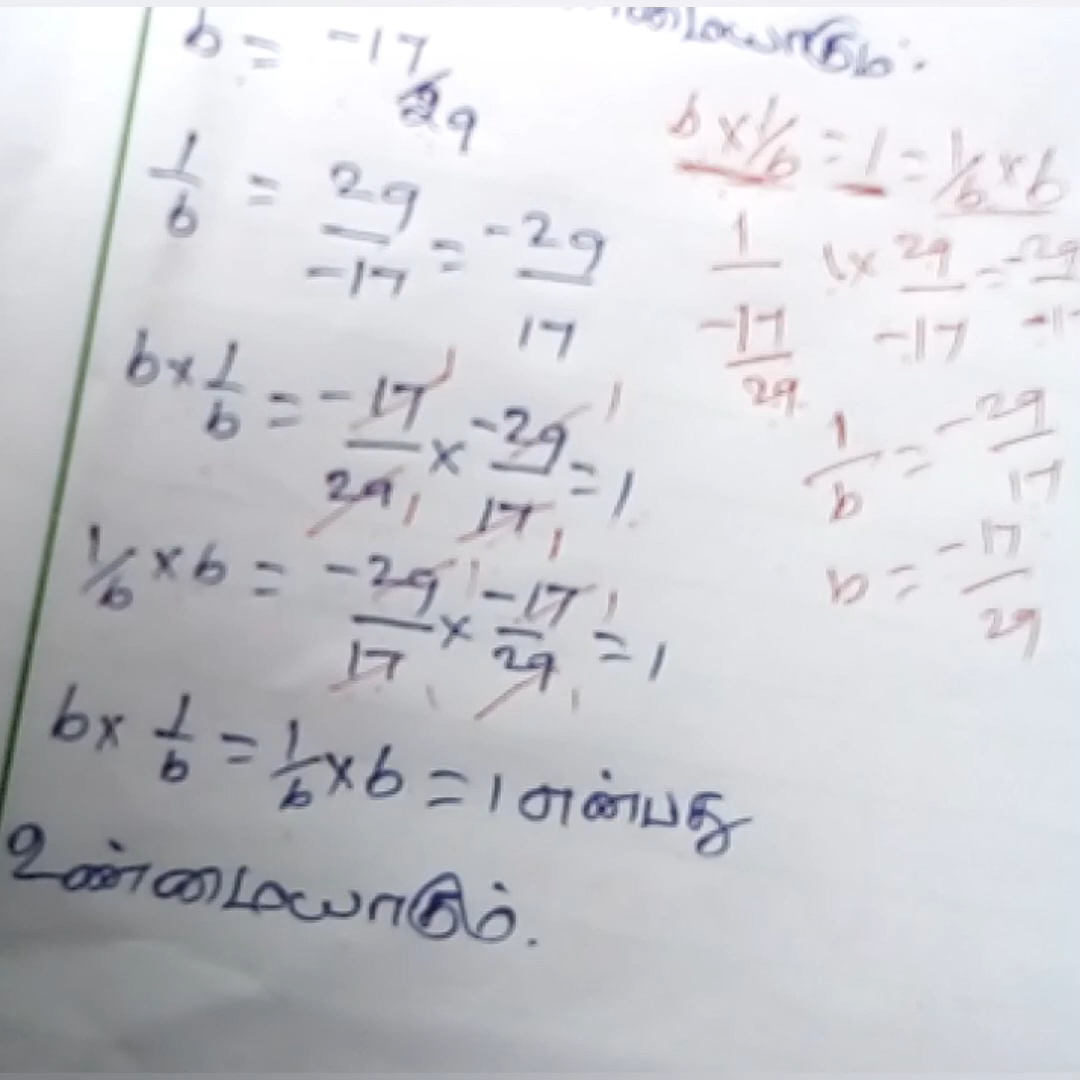 ண்மையாகும்.
b = -17/29
1/b = 29/-17 = -29/17
b × 1/b = -17/29 × -29/17 = 1
1/b × b = -29/17 × -17/29 = 1
b × 1/b = 1/b × b = 1 என்பது
உண்மையாகும்.
b × 1/b = 1 = 1/b × b
1/(-17/29) 1 × 29/-17 = -29
1/b = -29/17
b = -17/29